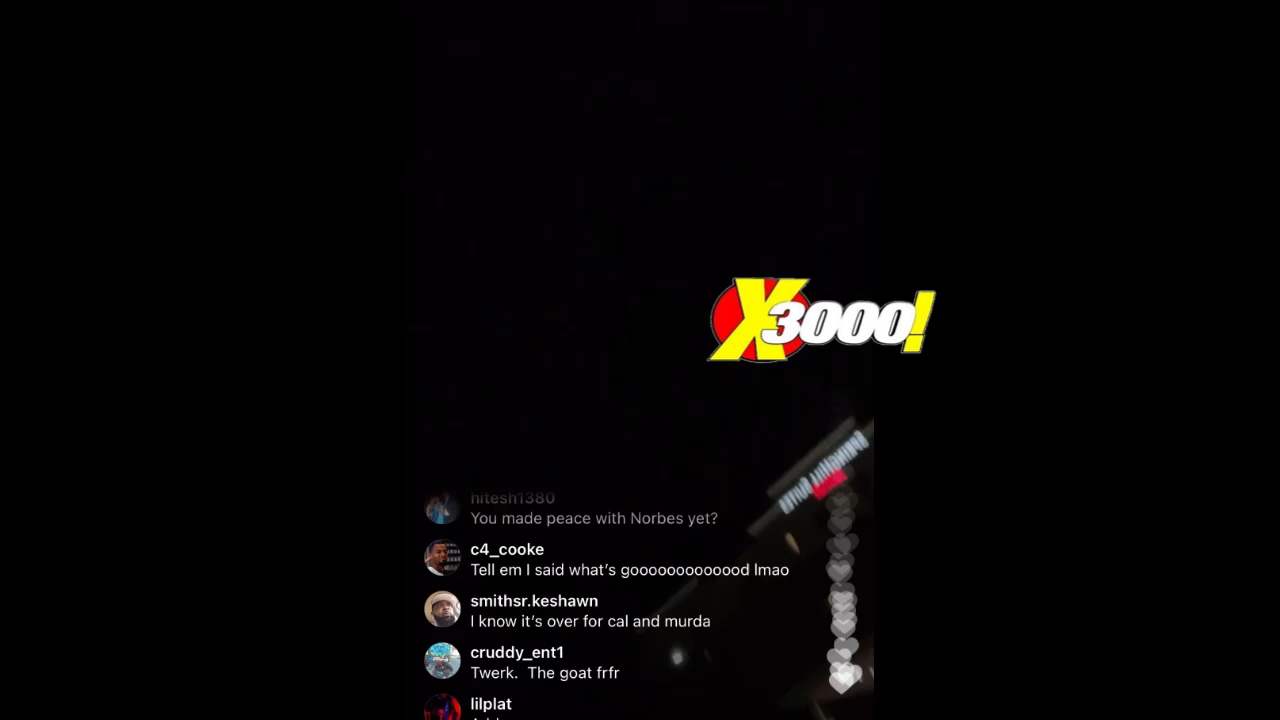 X3000!
hitesh1380
You made peace with Norbes yet?
c4_cooke
Tell em I said what's gooooooooooood lmao
smithsr.keshawn
I know it's over for cal and murda
cruddy_ent1
Twerk.  The goat frfr
lilplat